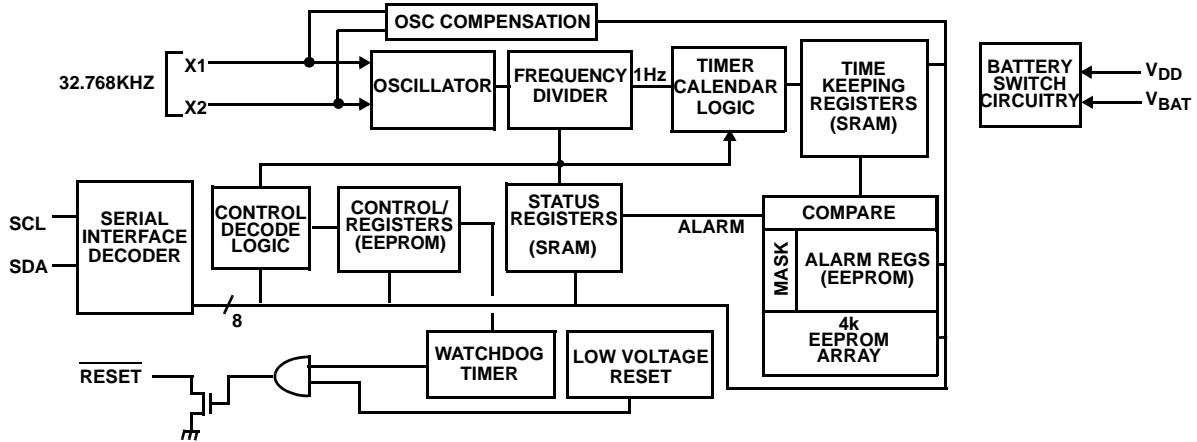 OSC COMPENSATION
32.768KHZ
X1
X2
OSCILLATOR
FREQUENCY
DIVIDER
1Hz
TIMER
CALENDAR
LOGIC
TIME
KEEPING
REGISTERS
(SRAM)
BATTERY
SWITCH
CIRCUITRY
VDD
VBAT
SCL
SDA
SERIAL
INTERFACE
DECODER
CONTROL
DECODE
LOGIC
CONTROL/
REGISTERS
(EEPROM)
STATUS
REGISTERS
(SRAM)
ALARM
COMPARE
MASK
ALARM REGS
(EEPROM)
4k
EEPROM
ARRAY
8
WATCHDOG
TIMER
LOW VOLTAGE
RESET
RESET